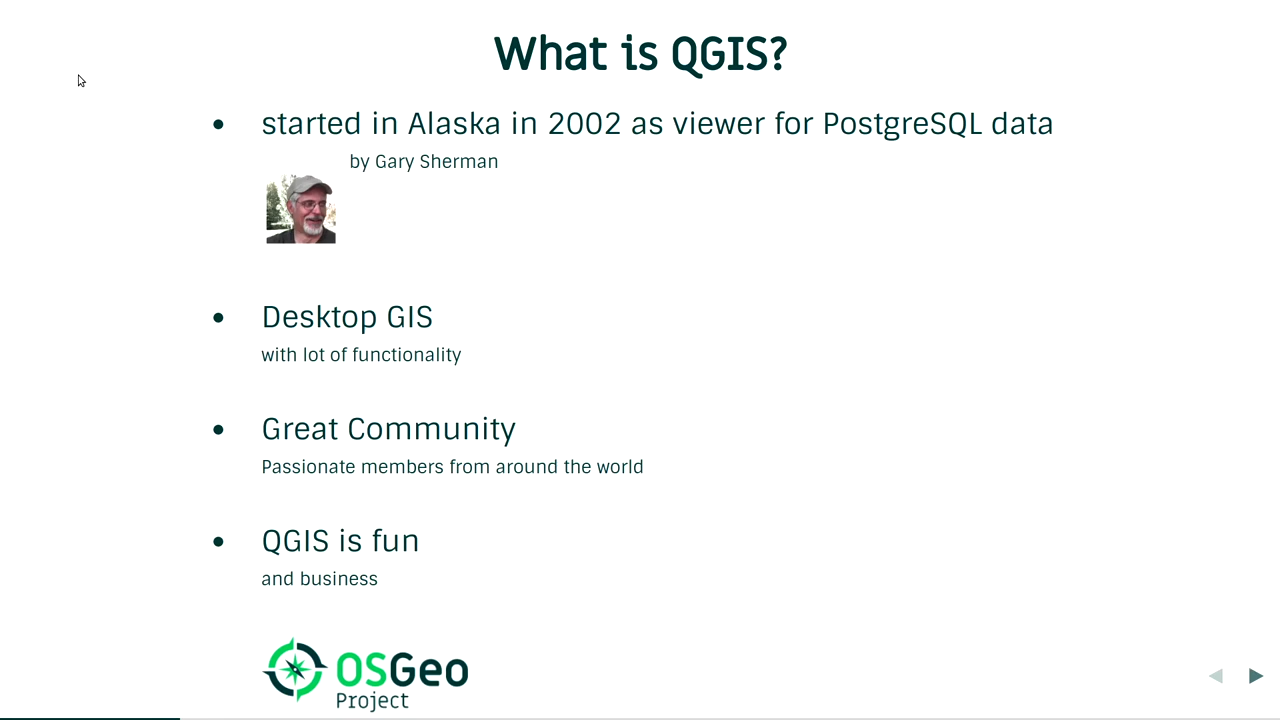 What is QGIS?
started in Alaska in 2002 as viewer for PostgreSQL data
by Gary Sherman
Desktop GIS
with lot of functionality
Great Community
Passionate members from around the world
QGIS is fun
and business
OSGeo
Project